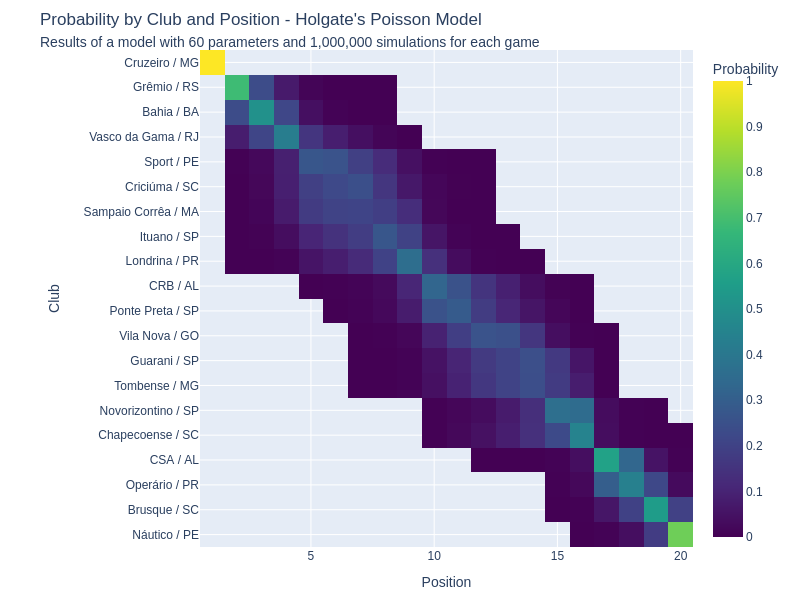 Probability by Club and Position - Holgate's Poisson Model
Results of a model with 60 parameters and 1,000,000 simulations for each game
Probability
Club
Cruzeiro / MG
Grêmio / RS
Bahia / BA
Vasco da Gama / RJ
Sport / PE
Criciúma / SC
Sampaio Corrêa / MA
Ituano / SP
Londrina / PR
CRB / AL
Ponte Preta / SP
Vila Nova / GO
Guarani / SP
Tombense / MG
Novorizontino / SP
Chapecoense / SC
CSA / AL
Operário / PR
Brusque / SC
Náutico / PE
5 10 15 20
Position
1
0.9
0.8
0.7
0.6
0.5
0.4
0.3
0.2
0.1
0